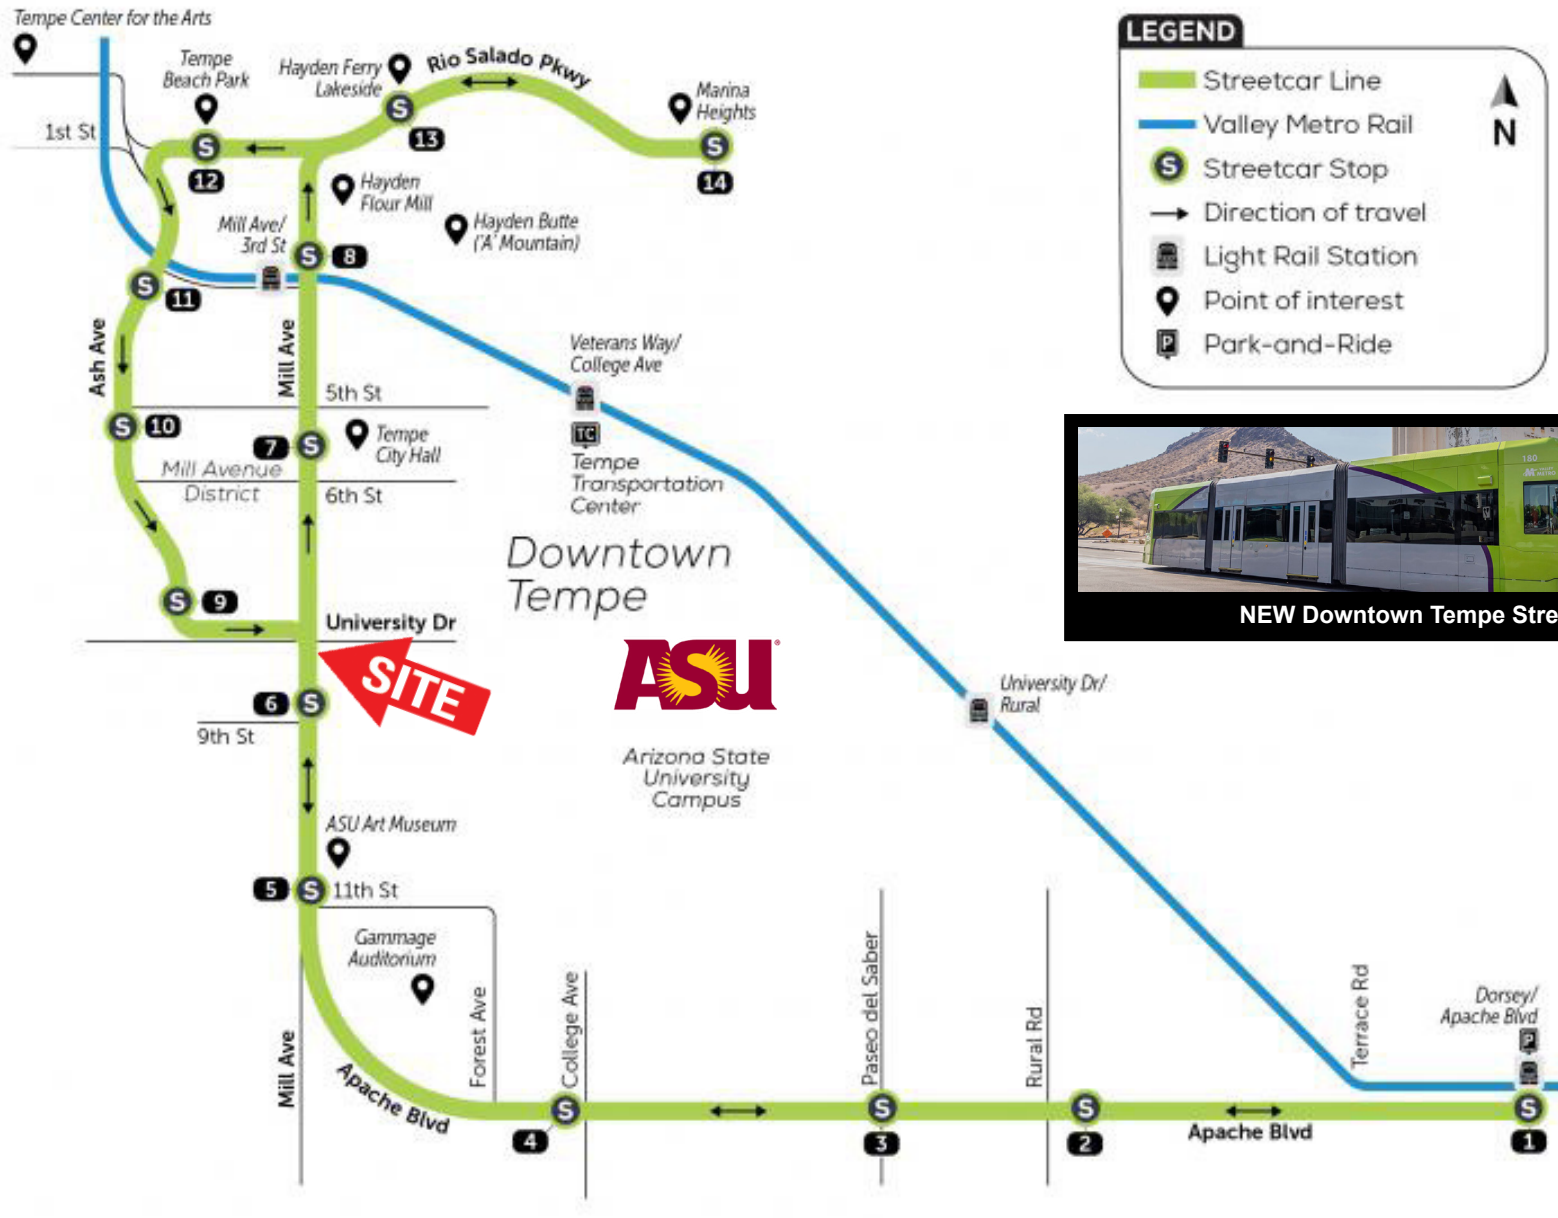 Tempe Center for the Arts
Tempe
Beach Park
Hayden Ferry
Lakeside
Rio Salado Pkwy
Marina
Heights
1st St
S
S
S
13
12
14
Hayden
Flour Mill
Mill Ave/
3rd St
Hayden Butte
('A' Mountain)
S
8
S
11
Ash Ave
Mill Ave
Veterans Way/
College Ave
5th St
S
10
7
S
Tempe
City Hall
TC
Mill Avenue
District
6th St
Tempe
Transportation
Center
Downtown
Tempe
S
9
University Dr
SITE
ASU
6
S
9th St
University Dr/
Rural
Arizona State
University
Campus
ASU Art Museum
5
S
11th St
Gammage
Auditorium
Mill Ave
Apache Blvd
Forest Ave
College Ave
Paseo del Saber
Rural Rd
Terrace Rd
Dorsey/
Apache Blvd
P
S
S
S
S
4
3
2
Apache Blvd
1
LEGEND
Streetcar Line
Valley Metro Rail
S
Streetcar Stop
N
Direction of travel
Light Rail Station
Point of interest
P
Park-and-Ride
180
NEW Downtown Tempe Stre